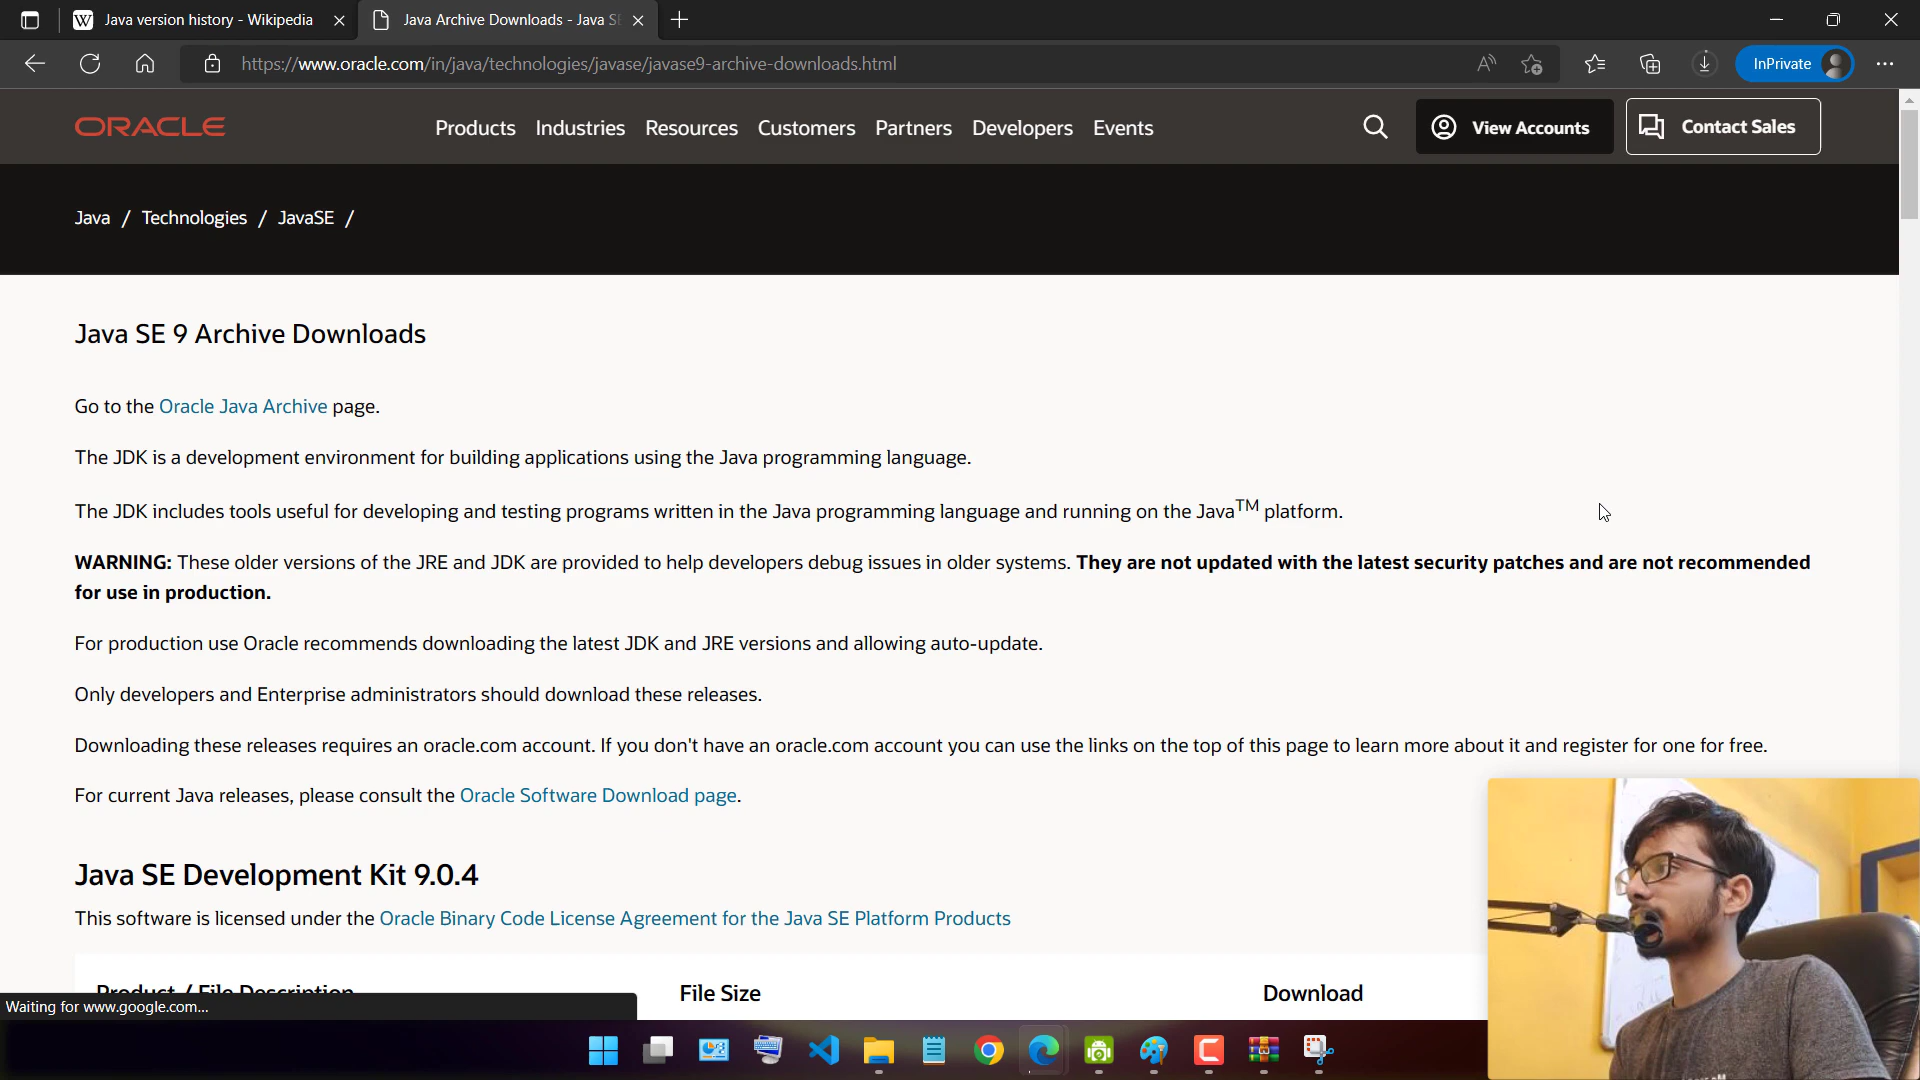 Java version history - Wikipedia
Java Archive Downloads - Java SE
https://www.oracle.com/in/java/technologies/javase/javase9-archive-downloads.html
InPrivate
ORACLE
Products Industries Resources Customers Partners Developers Events
View Accounts
Contact Sales
Java / Technologies / JavaSE /
Java SE 9 Archive Downloads
Go to the Oracle Java Archive page.
The JDK is a development environment for building applications using the Java programming language.
The JDK includes tools useful for developing and testing programs written in the Java programming language and running on the Java™ platform.
WARNING: These older versions of the JRE and JDK are provided to help developers debug issues in older systems. They are not updated with the latest security patches and are not recommended
for use in production.
For production use Oracle recommends downloading the latest JDK and JRE versions and allowing auto-update.
Only developers and Enterprise administrators should download these releases.
Downloading these releases requires an oracle.com account. If you don't have an oracle.com account you can use the links on the top of this page to learn more about it and register for one for free.
For current Java releases, please consult the Oracle Software Download page.
Java SE Development Kit 9.0.4
This software is licensed under the Oracle Binary Code License Agreement for the Java SE Platform Products
Product / File Description File Size Download
Waiting for www.google.com...